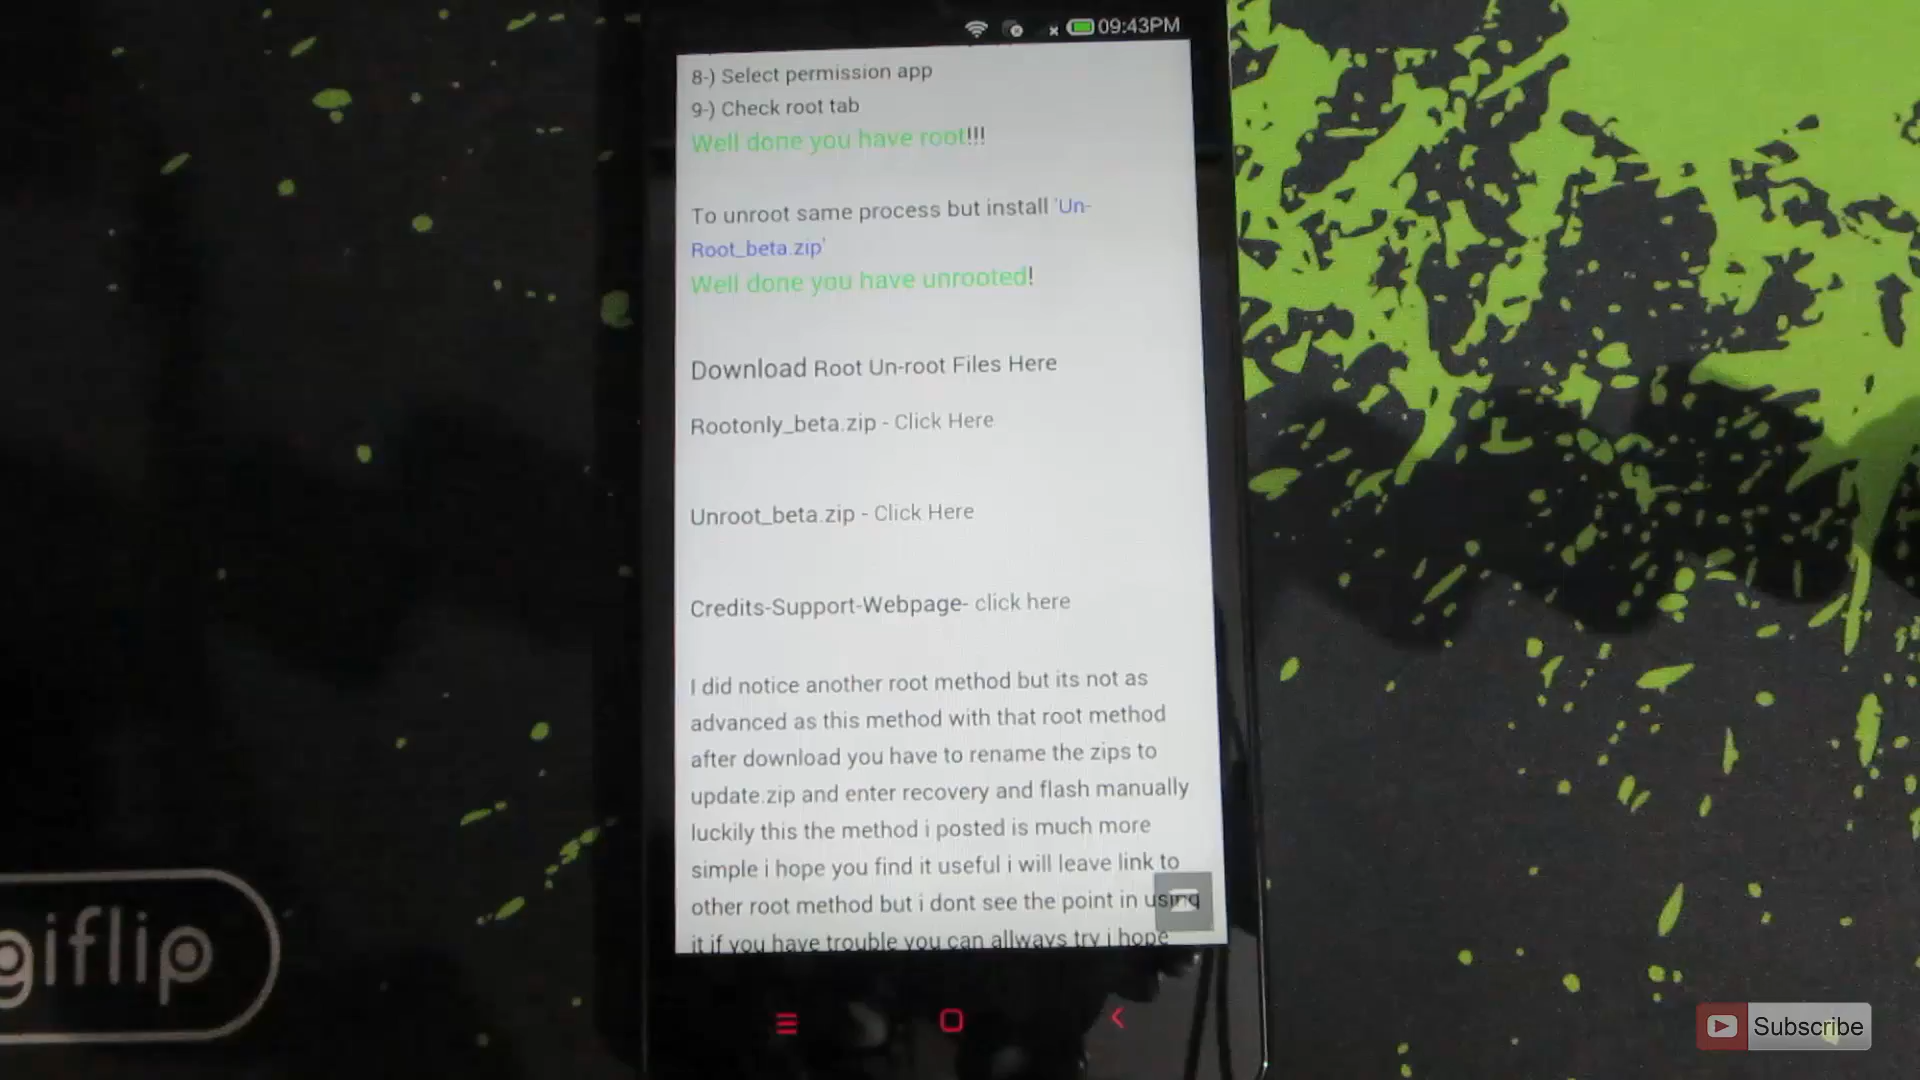 09:43PM
8-) Select permission app
9-) Check root tab
Well done you have root!!!
To unroot same process but install 'Un-
Root_beta.zip'
Well done you have unrooted!
Download Root Un-root Files Here
Rootonly_beta.zip - Click Here
Unroot_beta.zip - Click Here
Credits-Support-Webpage- click here
I did notice another root method but its not as
advanced as this method with that root method
after download you have to rename the zips to
update.zip and enter recovery and flash manually
luckily this the method i posted is much more
simple i hope you find it useful i will leave link to
other root method but i dont see the point in using
it if you have trouble you can allways try i hope
giflip
Subscribe